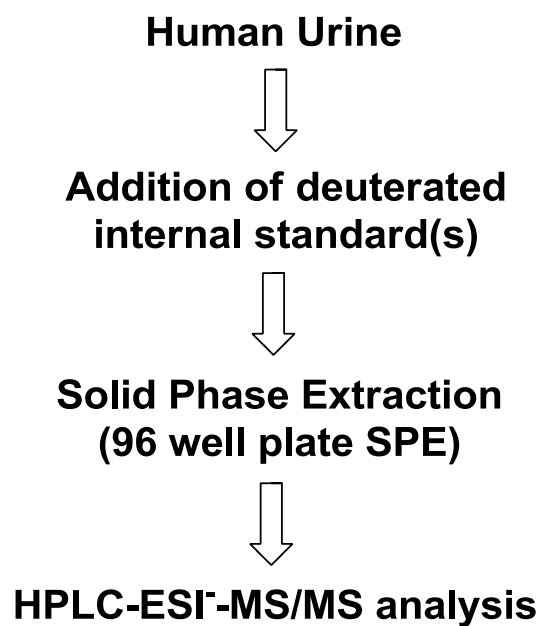 Human Urine
Addition of deuterated
internal standard(s)
Solid Phase Extraction
(96 well plate SPE)
HPLC-ESI⁻-MS/MS analysis